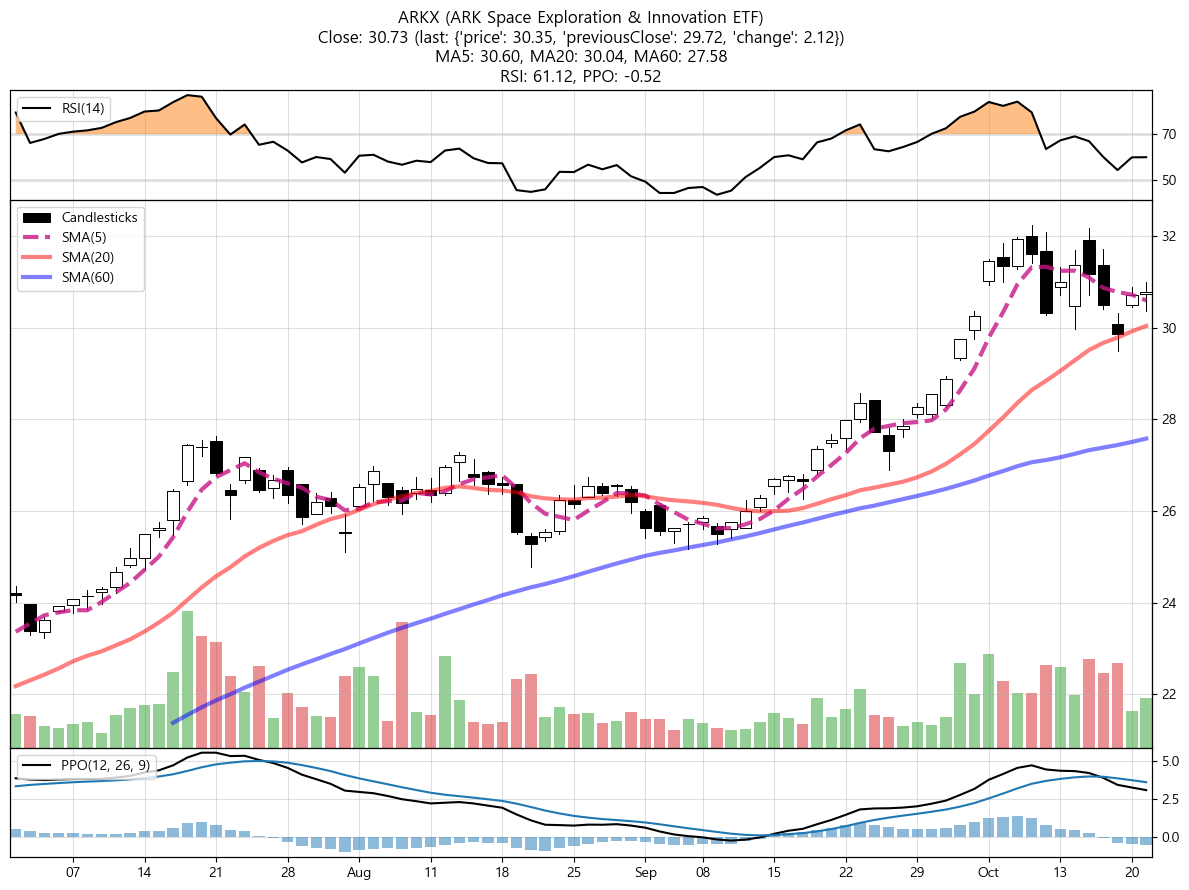 ARKX (ARK Space Exploration & Innovation ETF)
Close: 30.73 (last: {'price': 30.35, 'previousClose': 29.72, 'change': 2.12})
MA5: 30.60, MA20: 30.04, MA60: 27.58
RSI: 61.12, PPO: -0.52
RSI(14)
70
50
Candlesticks
SMA(5)
SMA(20)
SMA(60)
32
30
28
26
24
22
PPO(12, 26, 9)
5.0
2.5
0.0
07 14 21 28 Aug 11 18 25 Sep 08 15 22 29 Oct 13 20